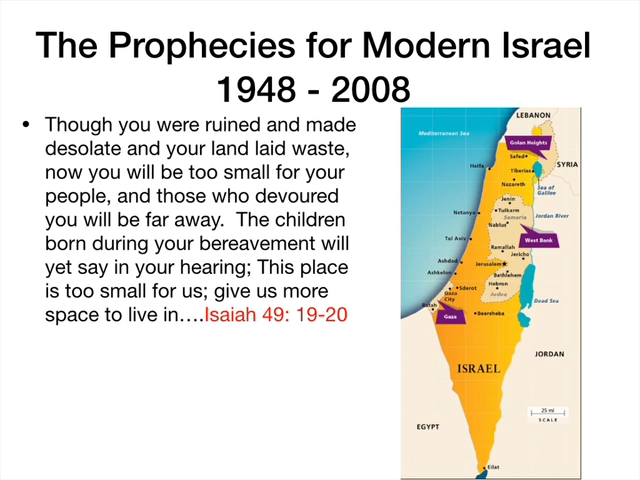 The Prophecies for Modern Israel
1948 - 2008
• Though you were ruined and made
desolate and your land laid waste,
now you will be too small for your
people, and those who devoured
you will be far away.  The children
born during your bereavement will
yet say in your hearing; This place
is too small for us; give us more
space to live in….Isaiah 49: 19-20
LEBANON
Mediterranean Sea
Golan Heights
Safed
SYRIA
Haifa
Tiberias
Sea of
Galilee
Nazareth
Jenin
Netanya
Tulkarm
Samaria
Jordan River
Nablus
Tel Aviv
West Bank
Ramallah
Jericho
Ashdod
Jerusalem
Ashkelon
Bethlehem
Sderot
Hebron
Gaza
City
Judea
Dead Sea
Rafah
Gaza
Beersheba
JORDAN
ISRAEL
25 mi
SCALE
EGYPT
Eilat